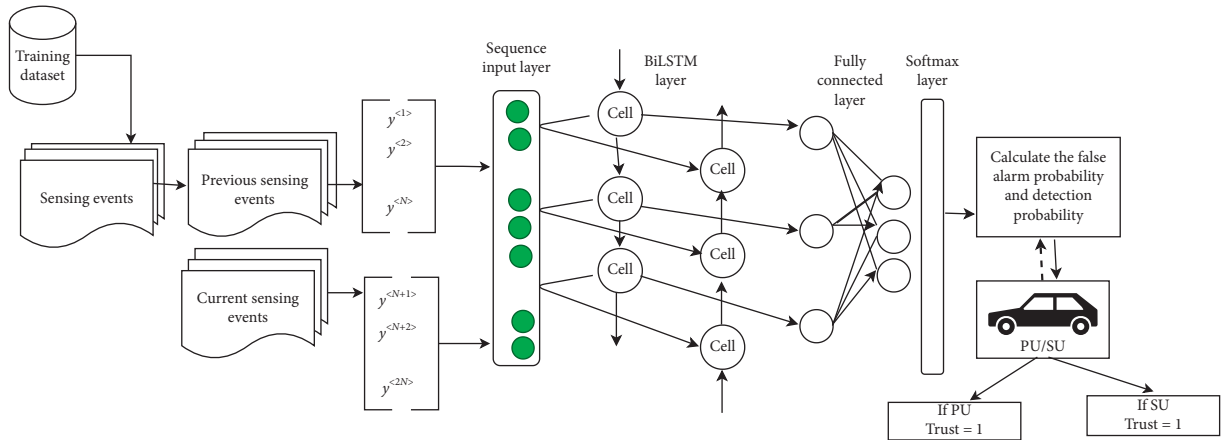 Training
dataset
Sensing events
Previous sensing
events
Current sensing
events
y<1>
y<2>
y<N>
y<N+1>
y<N+2>
y<2N>
Sequence
input layer
BiLSTM
layer
Cell
Cell
Cell
Cell
Cell
Cell
Fully
connected
layer
Softmax
layer
Calculate the false
alarm probability
and detection
probability
PU/SU
If PU
Trust = 1
If SU
Trust = 1